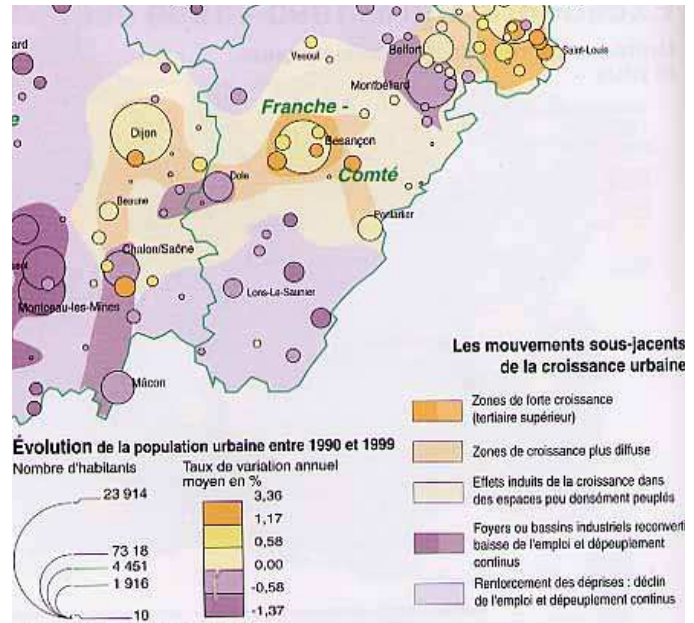 Belfort
Saint-Louis
Vesoul
Montbéliard
Franche -
Dijon
Besançon
Dole
Comté
Beaune
Pontarlier
Chalon/Saône
Lons-Le-Saunier
Montceau-les-Mines
Mâcon
Les mouvements sous-jacents
de la croissance urbaine
Zones de forte croissance
(tertiaire supérieur)
Zones de croissance plus diffuse
Effets induits de la croissance dans
des espaces peu densément peuplés
Foyers ou bassins industriels reconverti
baisse de l'emploi et dépeuplement
continus
Renforcement des déprises : déclin
de l'emploi et dépeuplement continus
Évolution de la population urbaine entre 1990 et 1999
Nombre d'habitants
23 914
73 18
4 451
1 916
10
Taux de variation annuel
moyen en %
3,36
1,17
0,58
0,00
-0,58
-1,37